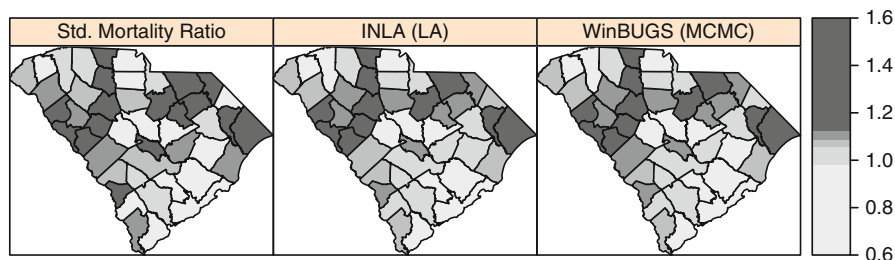 Std. Mortality Ratio
INLA (LA)
WinBUGS (MCMC)
1.6
1.4
1.2
1.0
0.8
0.6